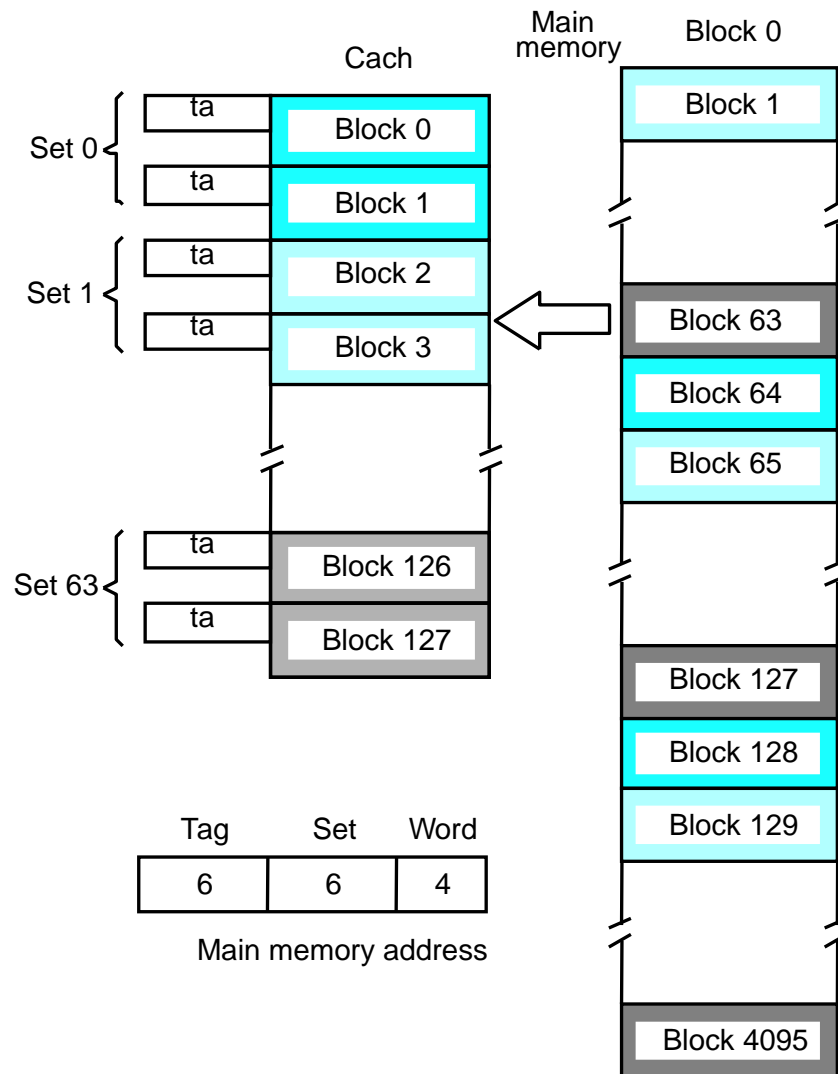 Main
memory
Block 0
Cach
Block 1
ta
Block 0
Set 0
ta
Block 1
ta
Block 2
Set 1
ta
Block 3
Block 63
Block 64
Block 65
ta
Block 126
Set 63
ta
Block 127
Block 127
Block 128
Block 129
Tag Set Word
6 6 4
Main memory address
Block 4095